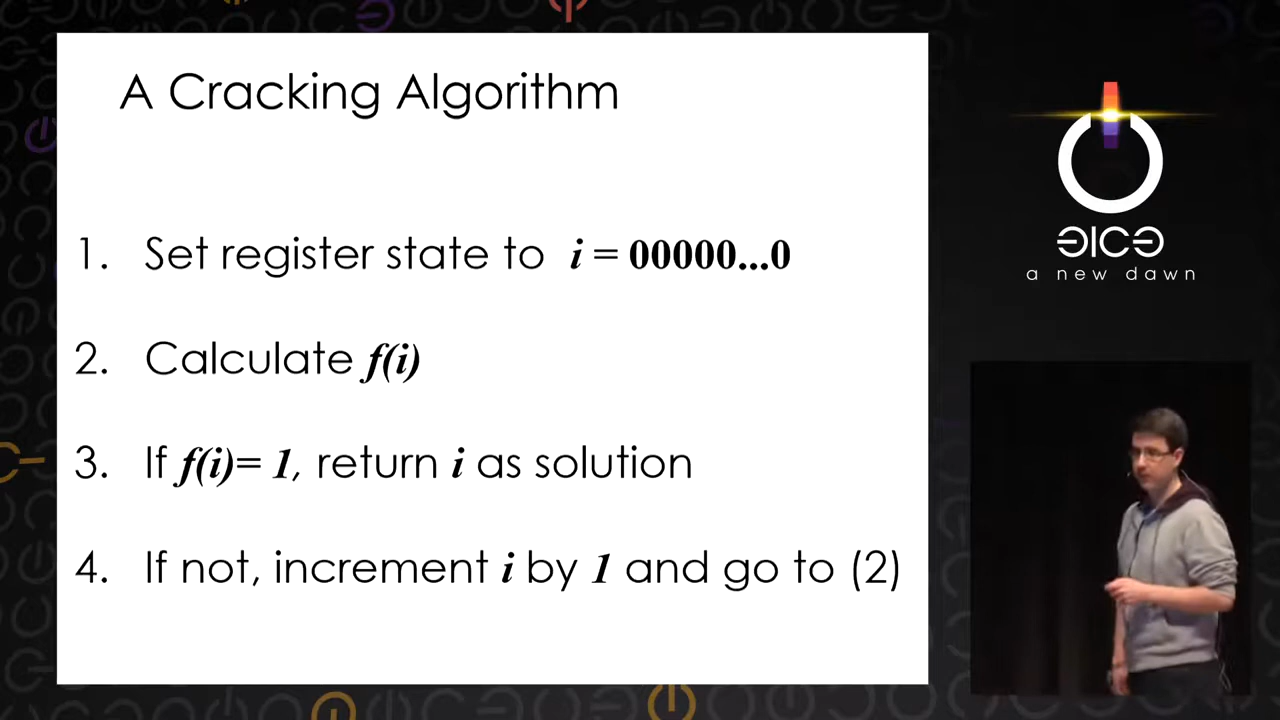 A Cracking Algorithm
1. Set register state to i = 00000...0
2. Calculate f(i)
3. If f(i)= 1, return i as solution
4. If not, increment i by 1 and go to (2)
a new dawn